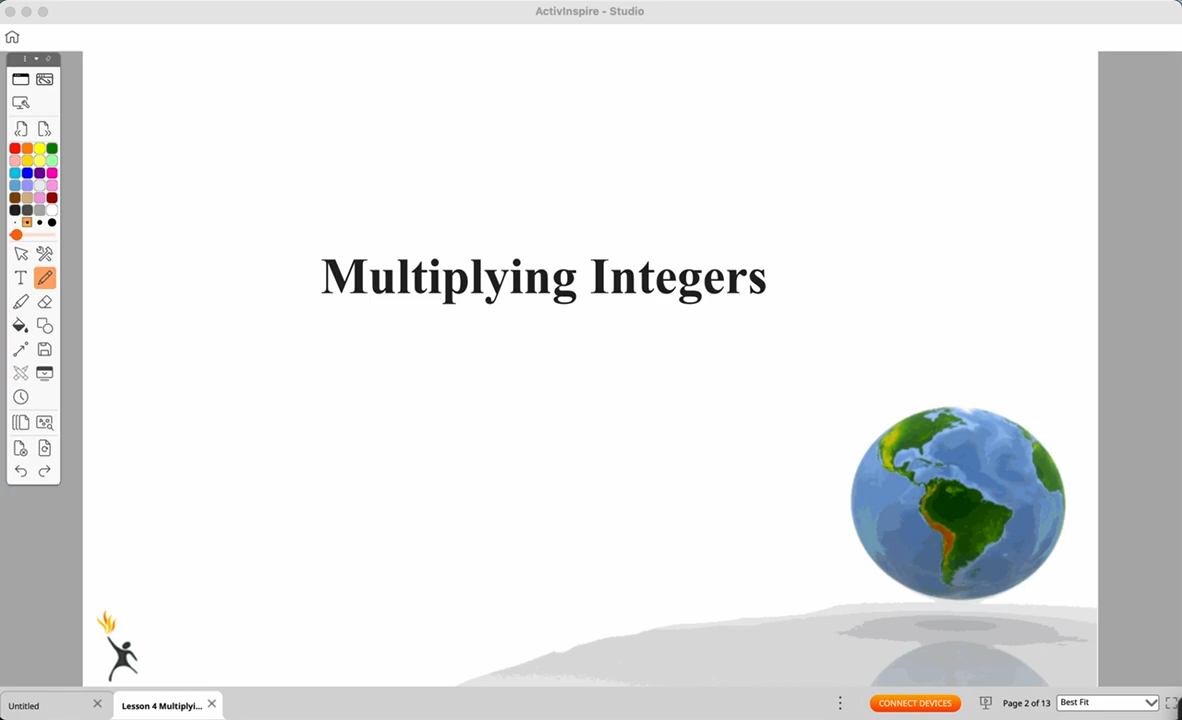 ActivInspire - Studio
T
Multiplying Integers
Untitled
Lesson 4 Multiplyi...
CONNECT DEVICES
Page 2 of 13
Best Fit